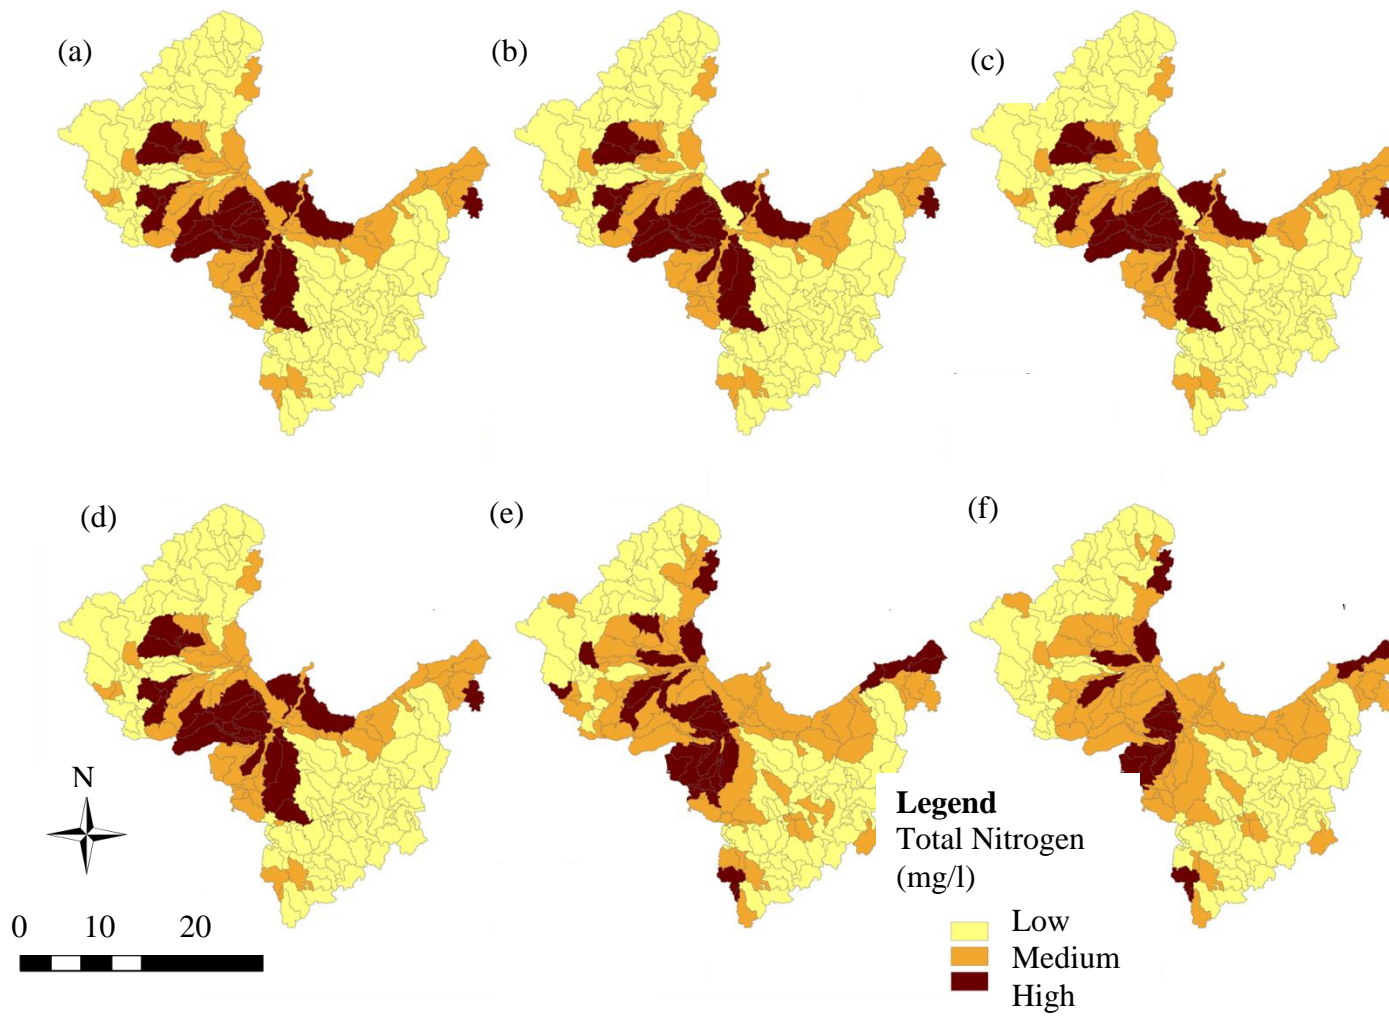 (a)
(b)
(c)
(d)
(e)
(f)
N
0 10 20
Legend
Total Nitrogen
(mg/l)
Low
Medium
High